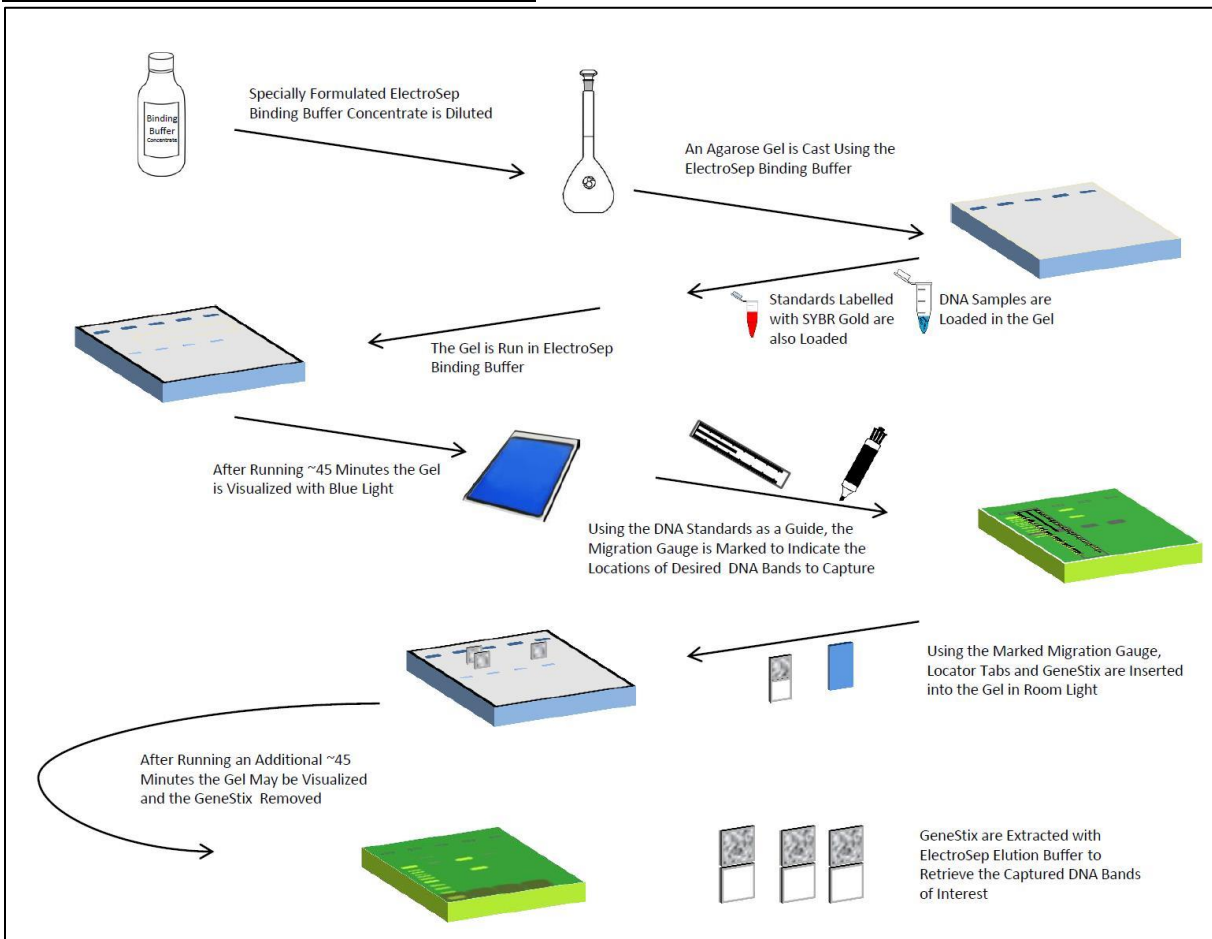 Binding
Buffer
Concentrate
Specially Formulated ElectroSep
Binding Buffer Concentrate is Diluted
An Agarose Gel is Cast Using the
ElectroSep Binding Buffer
Standards Labelled
with SYBR Gold are
also Loaded
DNA Samples are
Loaded in the Gel
The Gel is Run in ElectroSep
Binding Buffer
After Running ~45 Minutes the Gel
is Visualized with Blue Light
Using the DNA Standards as a Guide, the
Migration Gauge is Marked to Indicate the
Locations of Desired DNA Bands to Capture
Using the Marked Migration Gauge,
Locator Tabs and GeneStix are Inserted
into the Gel in Room Light
After Running an Additional ~45
Minutes the Gel May be Visualized
and the GeneStix Removed
GeneStix are Extracted with
ElectroSep Elution Buffer to
Retrieve the Captured DNA Bands
of Interest